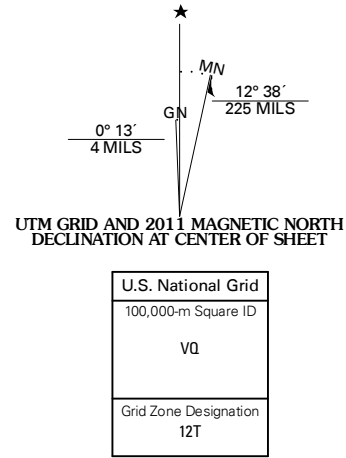 ★
MN
GN
12° 38´
225 MILS
0° 13´
4 MILS
UTM GRID AND 2011 MAGNETIC NORTH
DECLINATION AT CENTER OF SHEET
U.S. National Grid
100,000-m Square ID
VQ
Grid Zone Designation
12T